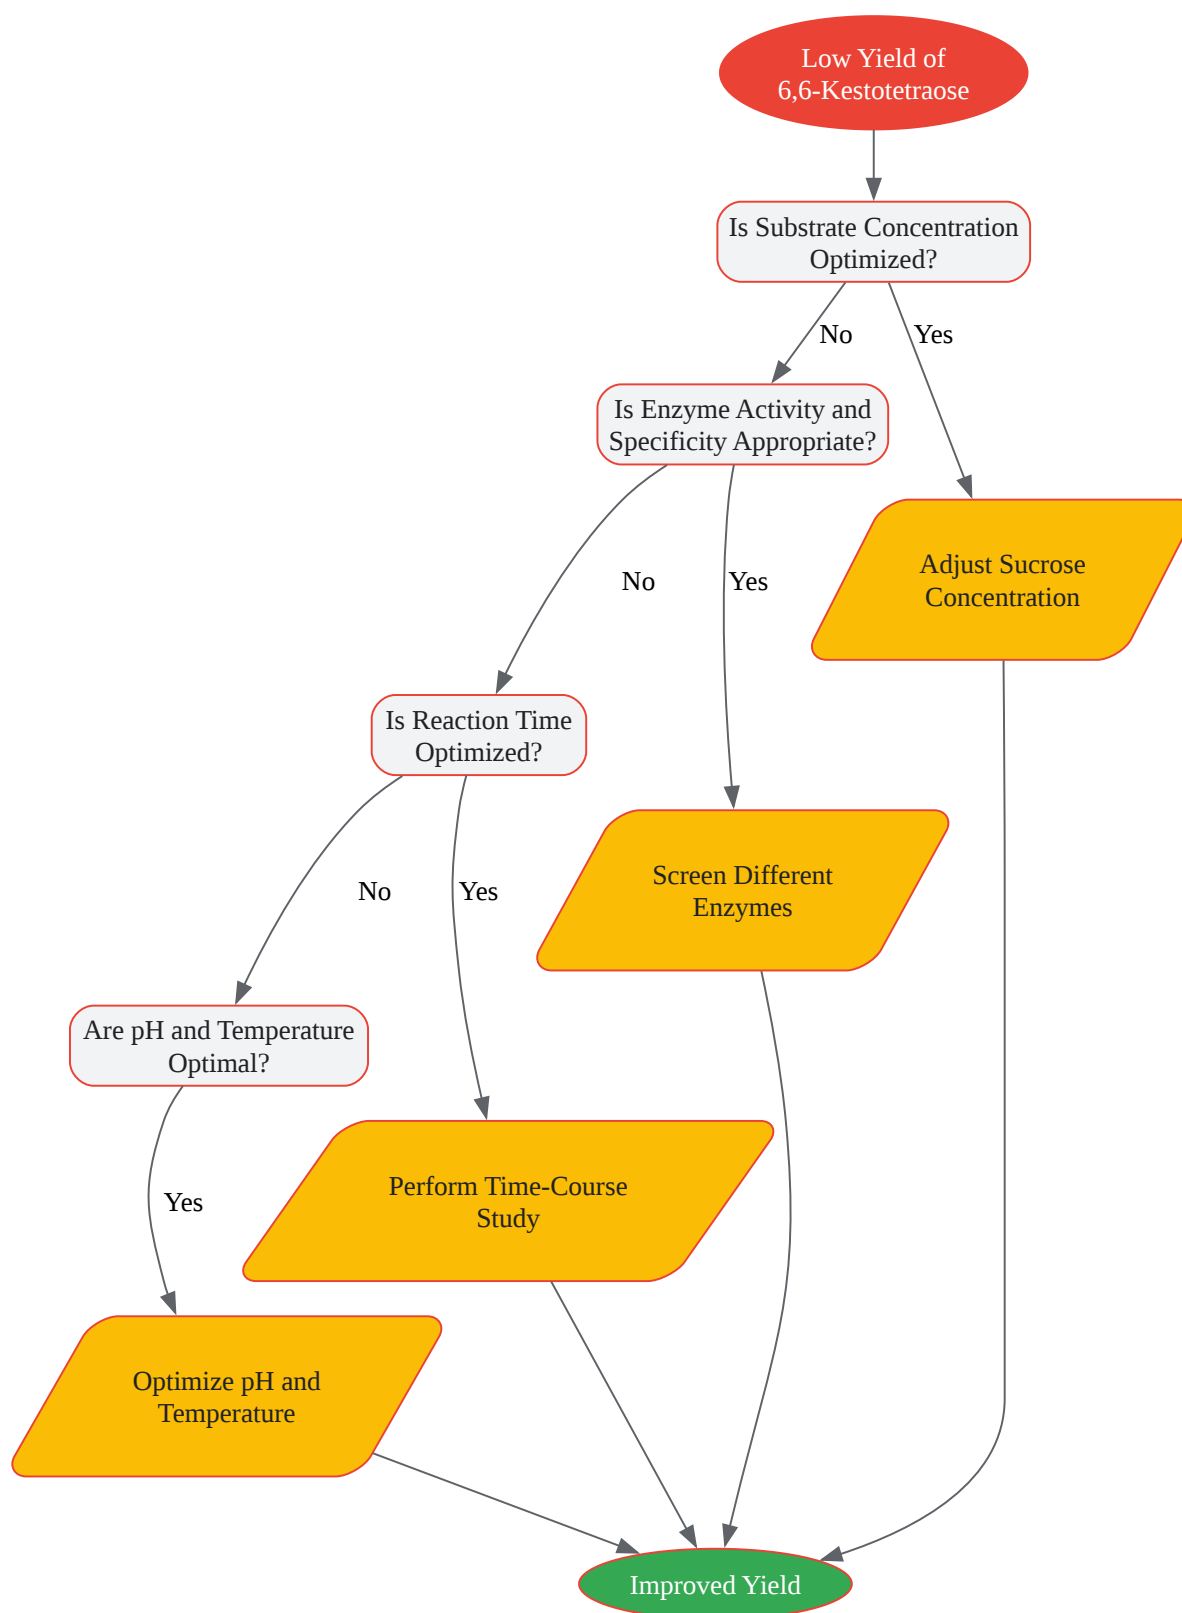 Low Yield of
6,6-Kestotetraose
Is Substrate Concentration
Optimized?
No
Yes
Is Enzyme Activity and
Specificity Appropriate?
Adjust Sucrose
Concentration
No
Yes
Is Reaction Time
Optimized?
Screen Different
Enzymes
No
Yes
Are pH and Temperature
Optimal?
Perform Time-Course
Study
Yes
Optimize pH and
Temperature
Improved Yield